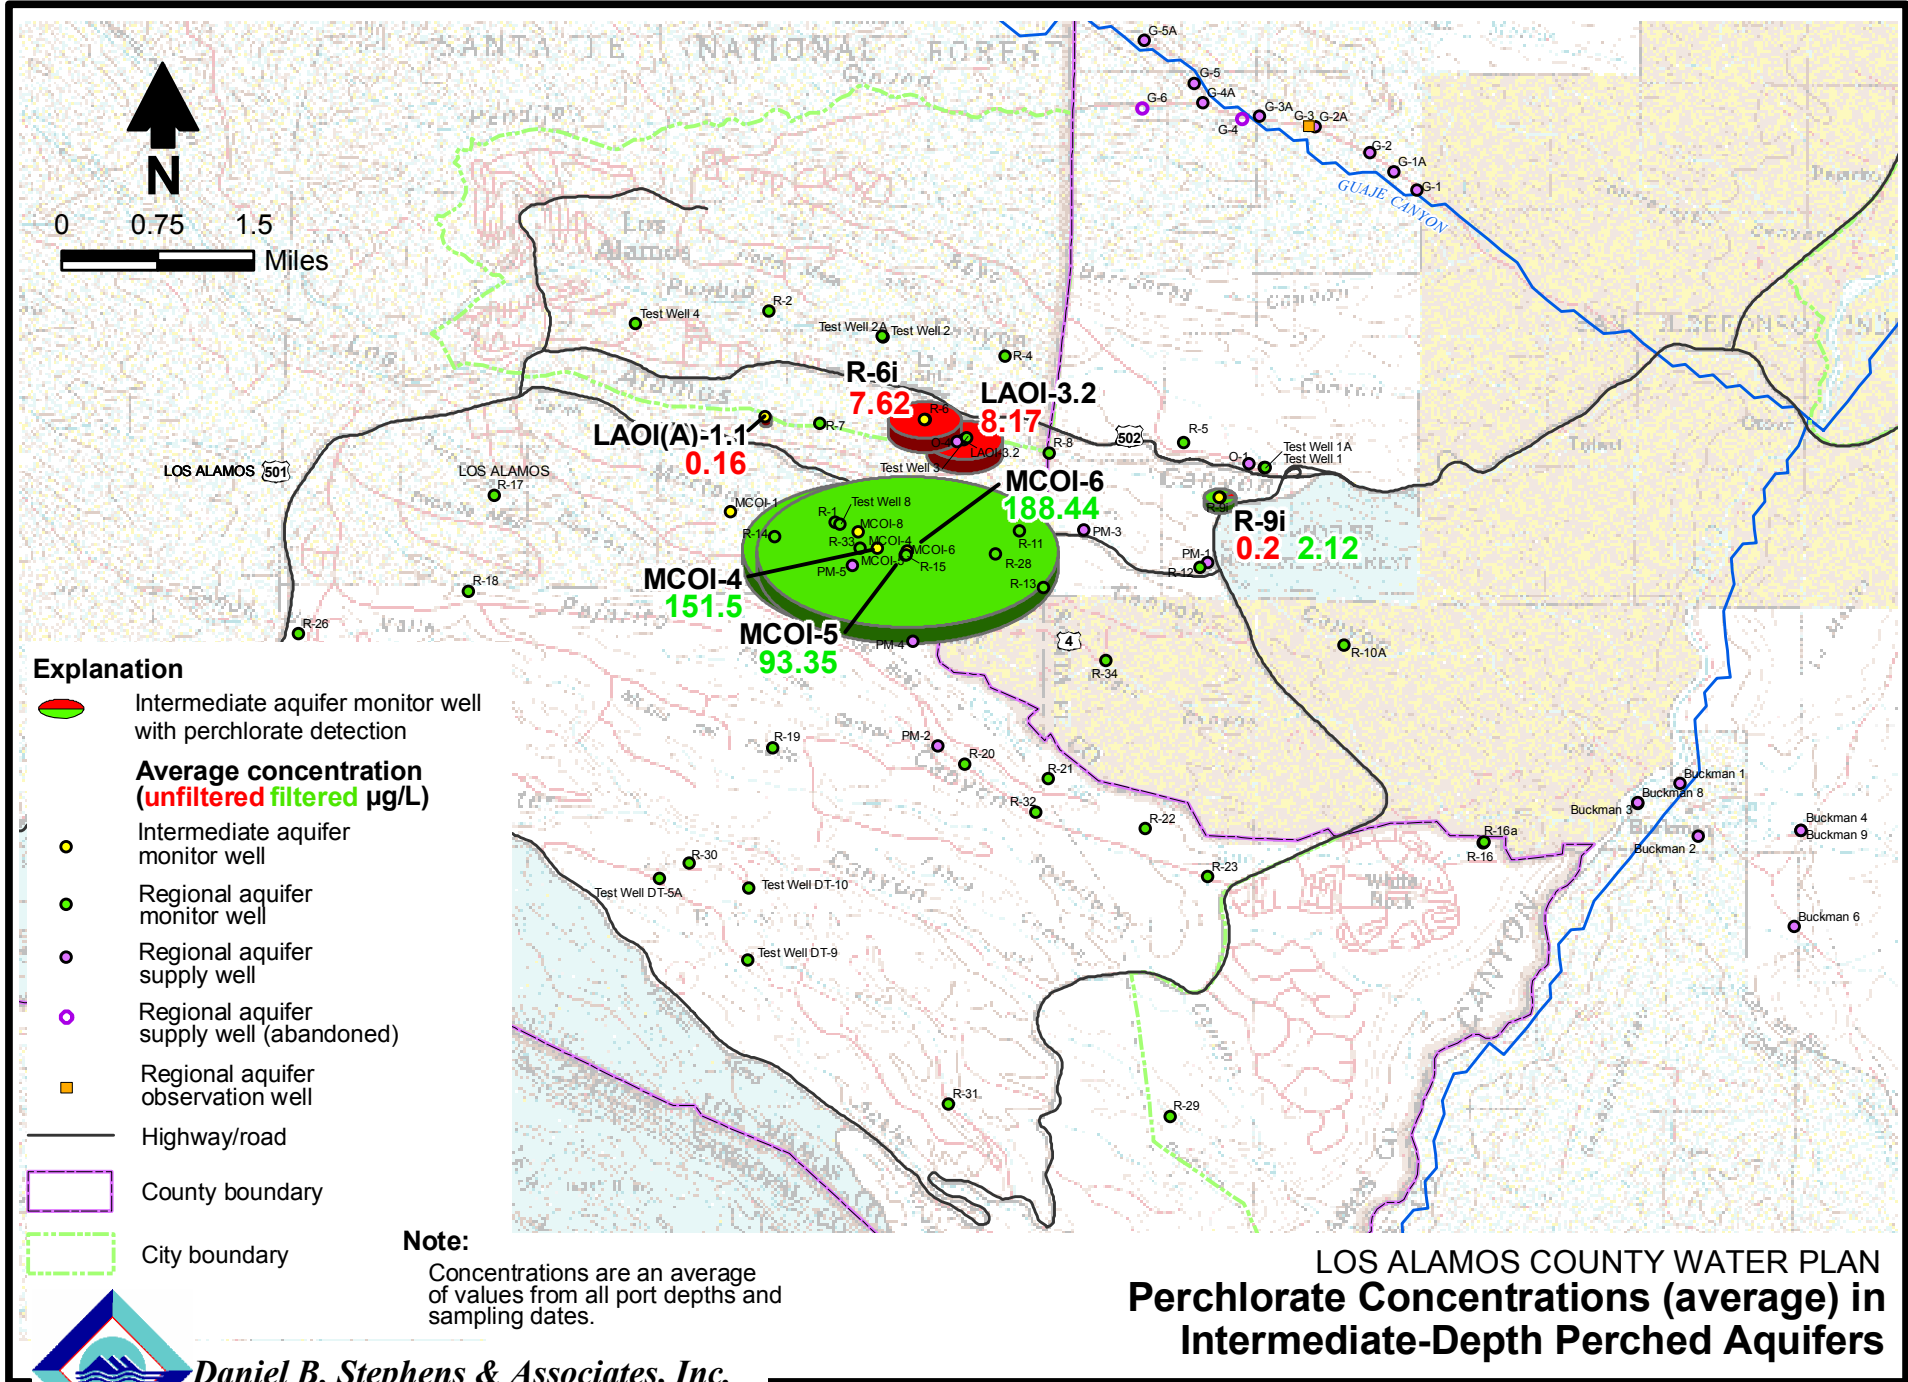 SANTA FE NATIONAL FOREST
G-5A
G-5
G-4A
G-6
G-3A
G-4
G-3
G-2A
G-2
G-1A
G-1
GUAJE CANYON
N
0 0.75 1.5
Miles
Los
Alamos
Test Well 4
R-2
Test Well 2A
Test Well 2
R-4
R-6i
7.62
R-6
LAOI-3.2
8.17
LAOI(A)-1.1
0.16
R-7
LAOI-3.2
Test Well 3
R-8
502
R-5
Test Well 1A
Test Well 1
O-1
LOS ALAMOS 501
LOS ALAMOS
R-17
MCOI-6
188.44
MCOI-1
R-1
Test Well 8
MCOI-8
R-14
R-33
MCOI-4
MCOI-6
MCOI-5
R-15
PM-5
R-11
R-28
R-13
PM-3
R-9i
R-9i
0.2 2.12
PM-1
R-12
MCOI-4
151.5
MCOI-5
93.35
PM-4
4
R-18
R-26
R-34
R-10A
R-19
PM-2
R-20
R-21
R-32
R-22
R-23
R-16a
R-16
Buckman 1
Buckman 8
Buckman 3
Buckman 2
Buckman 4
Buckman 9
Buckman 6
R-30
Test Well DT-5A
Test Well DT-10
Test Well DT-9
R-31
R-29
CANYON
Explanation
Intermediate aquifer monitor well
with perchlorate detection
Average concentration
(unfiltered filtered µg/L)
Intermediate aquifer
monitor well
Regional aquifer
monitor well
Regional aquifer
supply well
Regional aquifer
supply well (abandoned)
Regional aquifer
observation well
Highway/road
County boundary
City boundary
Note:
Concentrations are an average
of values from all port depths and
sampling dates.
LOS ALAMOS COUNTY WATER PLAN
Perchlorate Concentrations (average) in
Intermediate-Depth Perched Aquifers
Daniel B. Stephens & Associates, Inc.